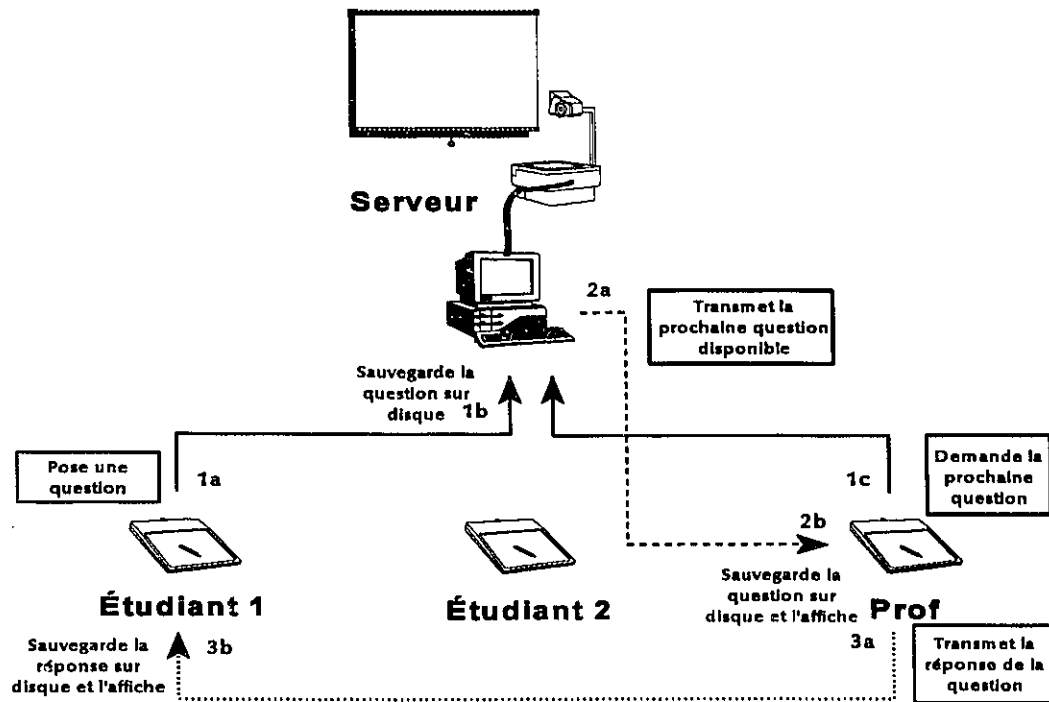 Serveur
2a
Transmet la
prochaine question
disponible
Sauvegarde la
question sur
disque
1b
Pose une
question
1a
1c
Demande la
prochaine
question
2b
Étudiant 1
Étudiant 2
Sauvegarde la
question sur
disque et l'affiche
Prof
Sauvegarde la
réponse sur
disque et l'affiche
3b
3a
Transmet la
réponse de la
question